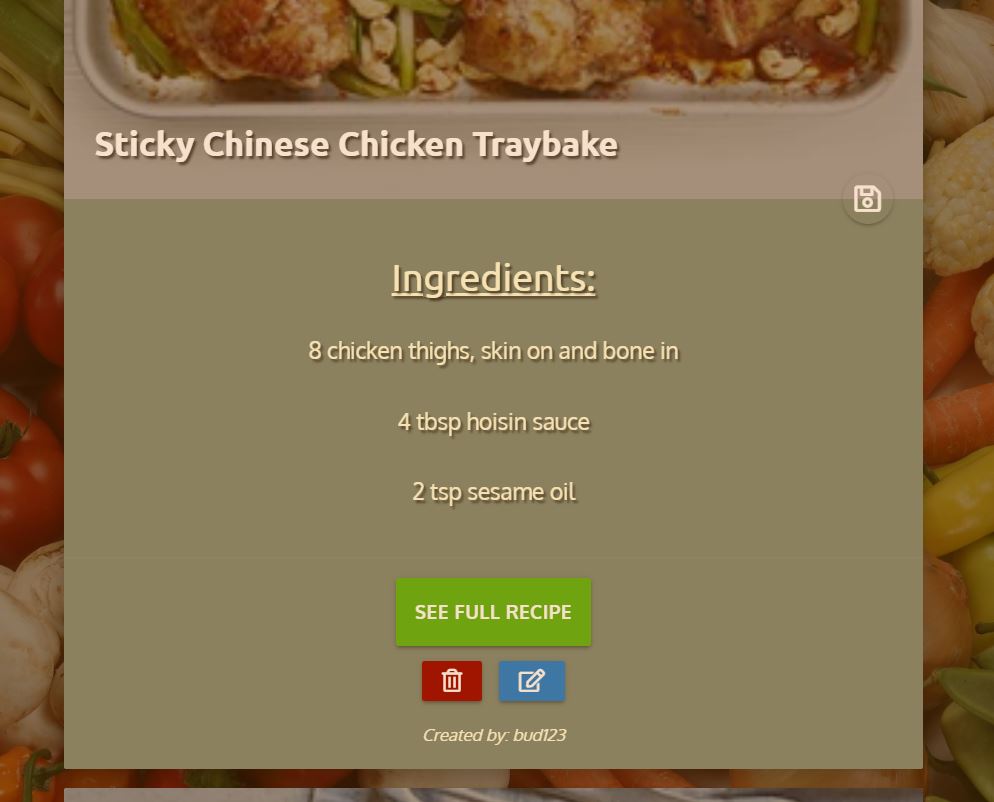 Sticky Chinese Chicken Traybake
Ingredients:
8 chicken thighs, skin on and bone in
4 tbsp hoisin sauce
2 tsp sesame oil
SEE FULL RECIPE
Created by: bud123